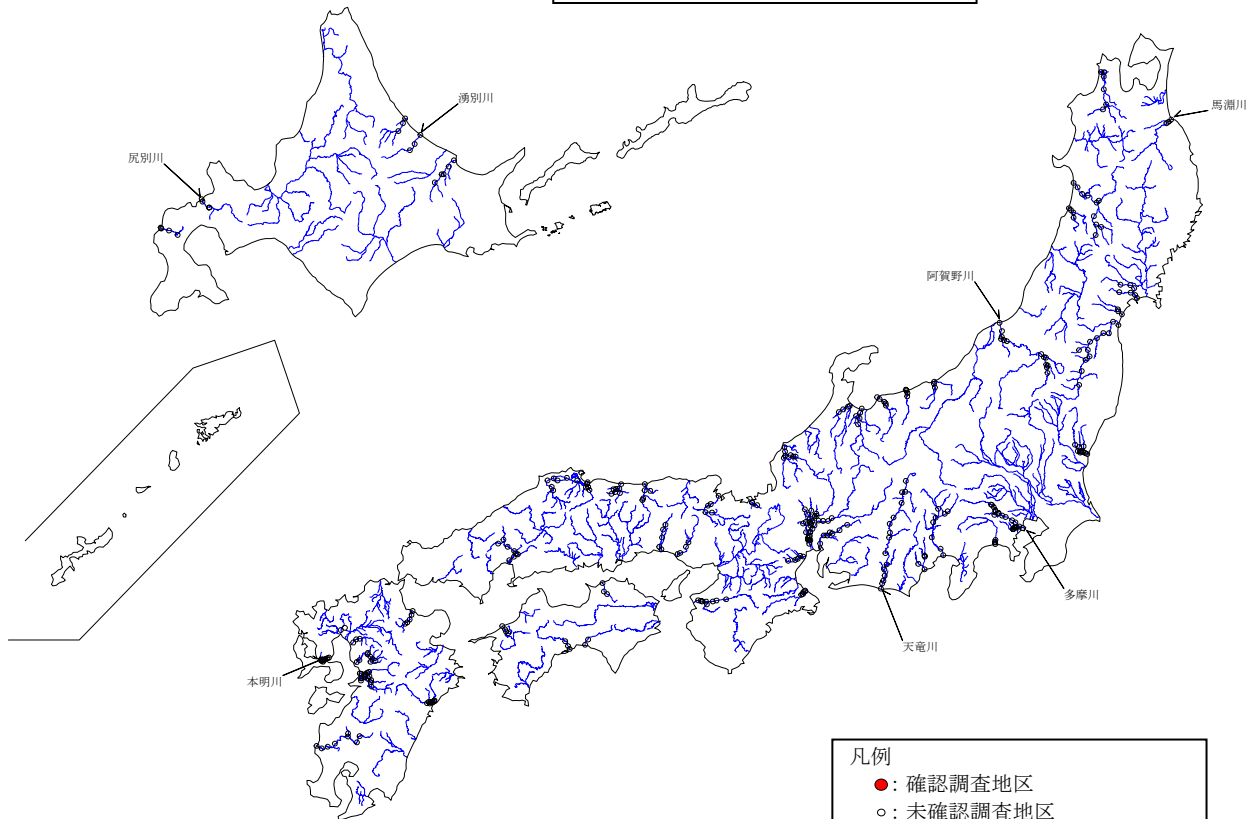 湧別川
馬淵川
尻別川
阿賀野川
多摩川
天竜川
本明川
凡例
●：確認調査地区
○：未確認調査地区